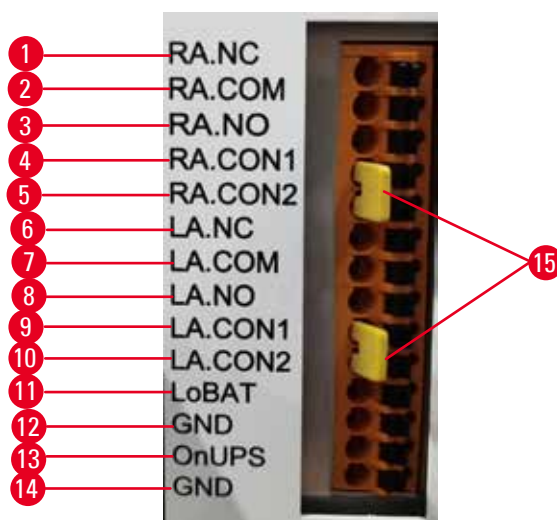 1 RA.NC
2 RA.COM
3 RA.NO
4 RA.CON1
5 RA.CON2
6 LA.NC
7 LA.COM
8 LA.NO
9 LA.CON1
10 LA.CON2
11 LoBAT
12 GND
13 OnUPS
14 GND
15